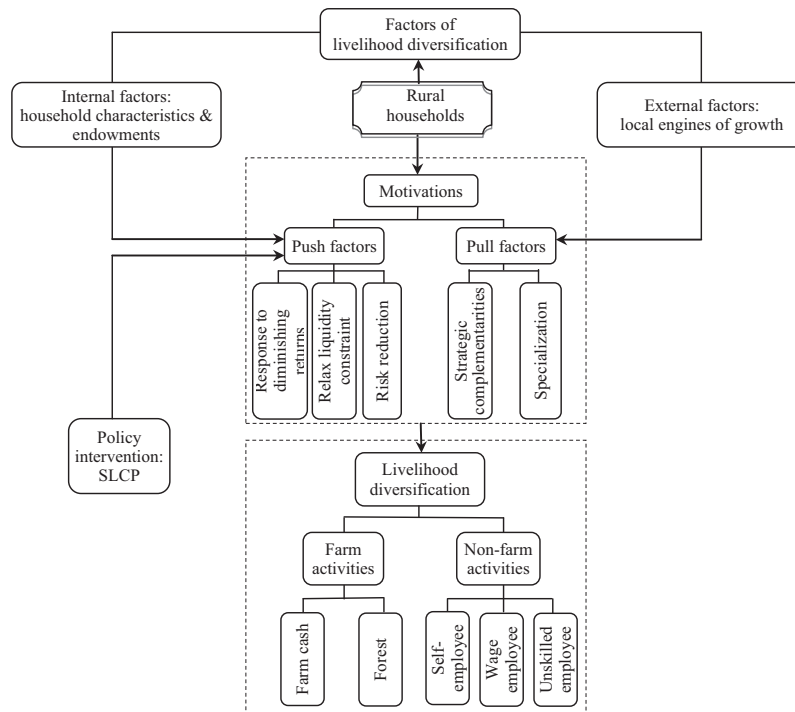 Factors of
livelihood diversification
Internal factors:
household characteristics &
endowments
Rural
households
External factors:
local engines of growth
Motivations
Push factors
Pull factors
Response to
diminishing
returns
Relax liquidity
constraint
Risk reduction
Strategic
complementarities
Specialization
Policy
intervention:
SLCP
Livelihood
diversification
Farm
activities
Non-farm
activities
Farm cash
Forest
Self-
employee
Wage
employee
Unskilled employee